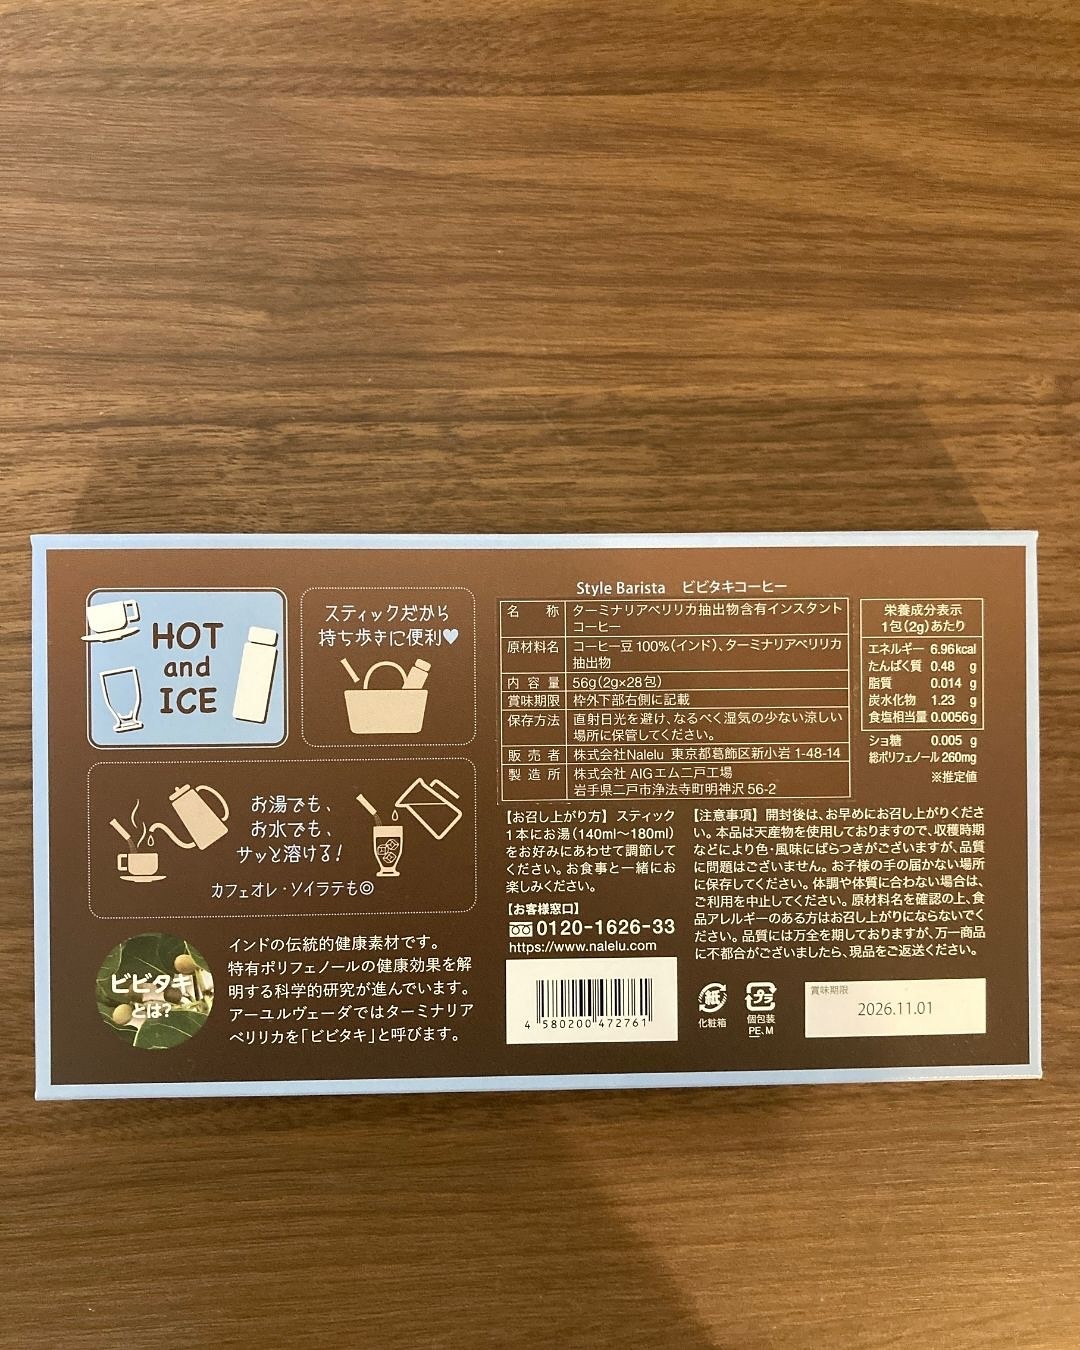 HOT
and
ICE
スティックだから
持ち歩きに便利♥
お湯でも、
お水でも、
サッと溶ける!
カフェオレ・ソイラテも◎
ビビタキ
とは?
インドの伝統的健康素材です。
特有ポリフェノールの健康効果を解
明する科学的研究が進んでいます。
アーユルヴェーダではターミナリア
ベリリカを「ビビタキ」と呼びます。
Style Barista ビビタキコーヒー
名称 ターミナリアベリリカ抽出物含有インスタント
コーヒー
原材料名 コーヒー豆100%(インド)、ターミナリアベリリカ
抽出物
内容量 56g(2g×28包)
賞味期限 枠外下部右側に記載
保存方法 直射日光を避け、なるべく湿気の少ない涼しい
場所に保管してください。
販売者 株式会社Nalelu 東京都葛飾区新小岩1-48-14
製造所 株式会社 AIGエムニ戸工場
岩手県二戸市浄法寺町明神沢 56-2
栄養成分表示
1包(2g)あたり
エネルギー 6.96kcal
たんぱく質 0.48 g
脂質 0.014 g
炭水化物 1.23 g
食塩相当量 0.0056g
ショ糖 0.005 g
総ポリフェノール 260mg
※推定値
【お召し上がり方】スティック
1本にお湯(140ml〜180ml)
をお好みにあわせて調節して
ください。お食事と一緒にお
楽しみください。
【お客様窓口】
0120-1626-33
https://www.nalelu.com
4 580200 472761
【注意事項】開封後は、お早めにお召し上がりくださ
い。本品は天産物を使用しておりますので、収穫時期
などにより色・風味にばらつきがございますが、品質
に問題はございません。お子様の手の届かない場所
に保存してください。体調や体質に合わない場合は、
ご利用を中止してください。原材料名を確認の上、食
品アレルギーのある方はお召し上がりにならないでく
ださい。品質には万全を期しておりますが、万一商品
に不都合がございましたら、現品をご返送ください。
紙
化粧箱
プラ
個包装
PE、M
賞味期限
2026.11.01